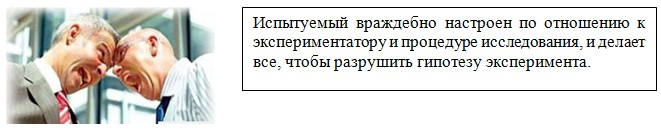 Испытуемый враждебно настроен по отношению к
экспериментатору и процедуре исследования, и делает
все, чтобы разрушить гипотезу эксперимента.